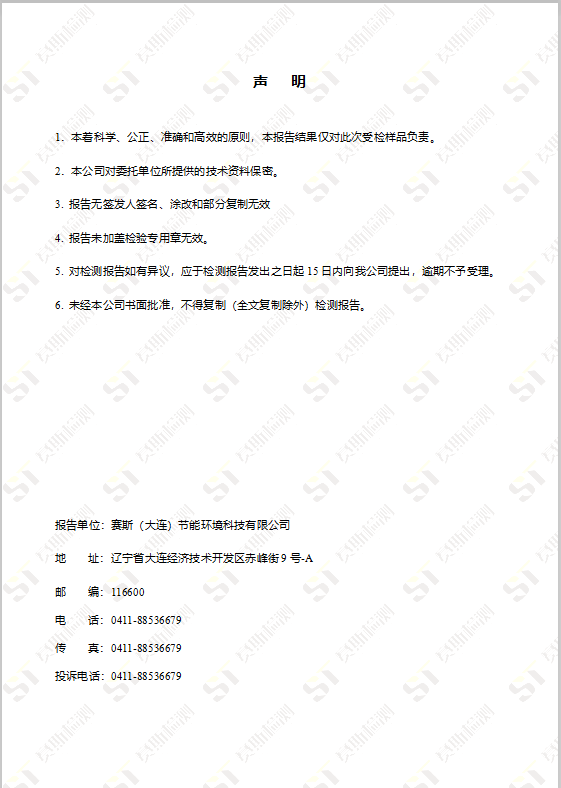 声 明
1. 本着科学、公正、准确和高效的原则，本报告结果仅对此次受检样品负责。
2. 本公司对委托单位所提供的技术资料保密。
3. 报告无签发人签名、涂改和部分复制无效
4. 报告未加盖检验专用章无效。
5. 对检测报告如有异议，应于检测报告发出之日起 15 日内向我公司提出，逾期不予受理。
6. 未经本公司书面批准，不得复制（全文复制除外）检测报告。
报告单位：赛斯（大连）节能环境科技有限公司
地 址：辽宁省大连经济技术开发区赤峰街 9 号-A
邮 编：116600
电 话：0411-88536679
传 真：0411-88536679
投诉电话：0411-88536679